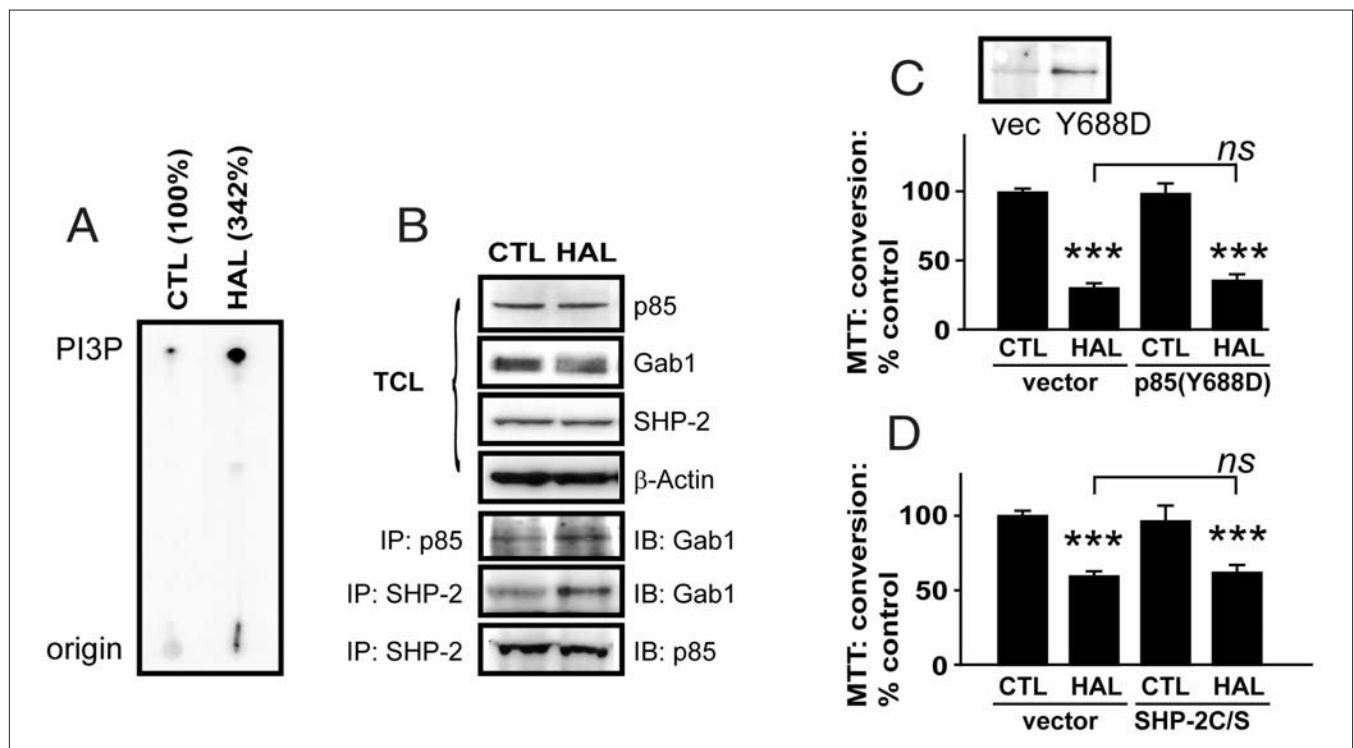 A
CTL (100%)
HAL (342%)
PI3P
origin
B
CTL HAL
TCL
p85
Gab1
SHP-2
β-Actin
IP: p85 IB: Gab1
IP: SHP-2 IB: Gab1
IP: SHP-2 IB: p85
C
vec Y688D
MTT: conversion:
% control
100
50
0
ns
*** ***
CTL HAL CTL HAL
vector p85(Y688D)
D
MTT: conversion:
% control
100
50
0
ns
*** ***
CTL HAL CTL HAL
vector SHP-2C/S